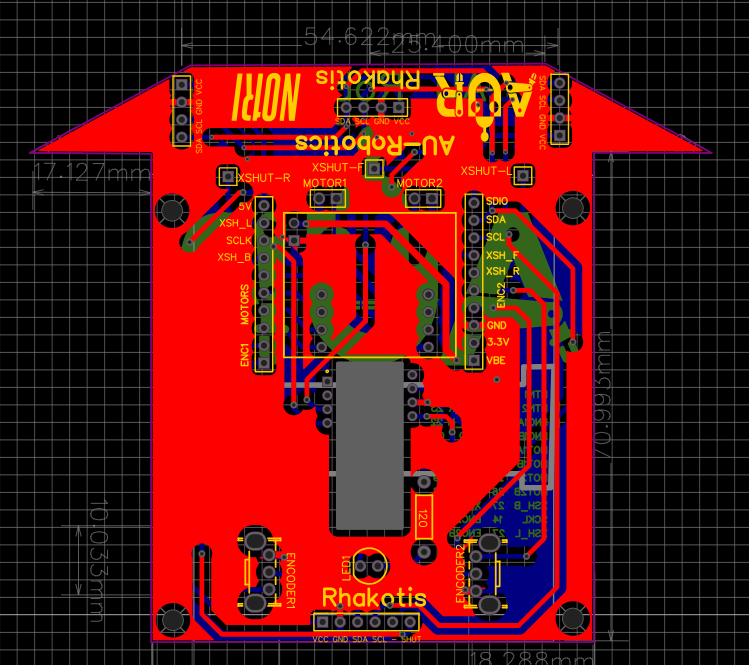 54.622mm
25.400mm
NORI
Rhakotis
AUR
SDA SCL GND VCC
SDA SCL GND VCC
SDA SCL GND VCC
AU-Robotics
17.127mm
XSHUT-R
XSHUT-F
XSHUT-L
MOTOR1
MOTOR2
5V
XSH_L
SCLK
XSH_B
MOTORS
ENC1
SDIO
SDA
SCL
XSH_F
XSH_R
ENC2
GND
3.3V
VBE
70.993mm
120
10.033mm
ENCODER1
LED1
ENCODER2
Rhakotis
VCC GND SDA SCL - SHUT
18.288mm